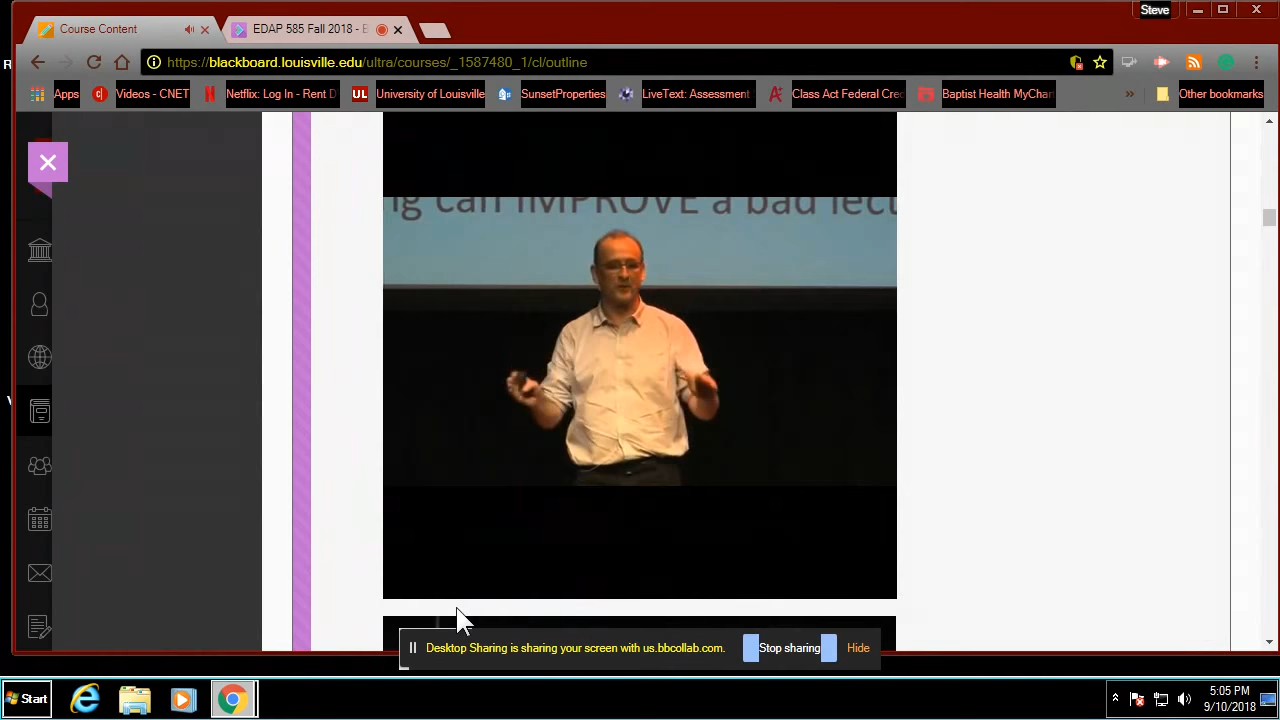 Steve
Course Content
EDAP 585 Fall 2018 - B
https://blackboard.louisville.edu/ultra/courses/_1587480_1/cl/outline
Apps
Videos - CNET
Netflix: Log In - Rent D
University of Louisville
SunsetProperties
LiveText: Assessment
Class Act Federal Cre
Baptist Health MyChar
»
Other bookmarks
ng can IMPROVE a bad lect
Desktop Sharing is sharing your screen with us.bbcollab.com.
Stop sharing
Hide
Start
5:05 PM
9/10/2018